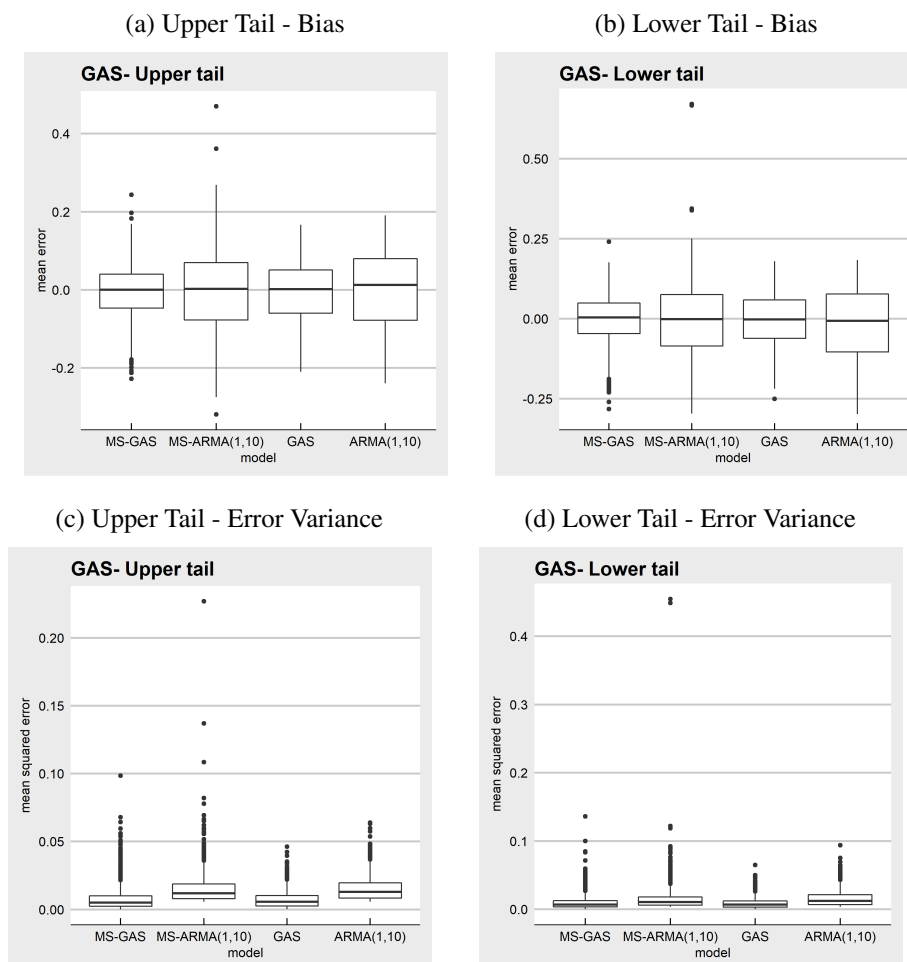 (a) Upper Tail - Bias
GAS- Upper tail
mean error
0.4
0.2
0.0
-0.2
MS-GAS MS-ARMA(1,10) GAS ARMA(1,10)
model
(b) Lower Tail - Bias
GAS- Lower tail
mean error
0.50
0.25
0.00
-0.25
MS-GAS MS-ARMA(1,10) GAS ARMA(1,10)
model
(c) Upper Tail - Error Variance
GAS- Upper tail
mean squared error
0.20
0.15
0.10
0.05
0.00
MS-GAS MS-ARMA(1,10) GAS ARMA(1,10)
model
(d) Lower Tail - Error Variance
GAS- Lower tail
mean squared error
0.4
0.3
0.2
0.1
0.0
MS-GAS MS-ARMA(1,10) GAS ARMA(1,10)
model